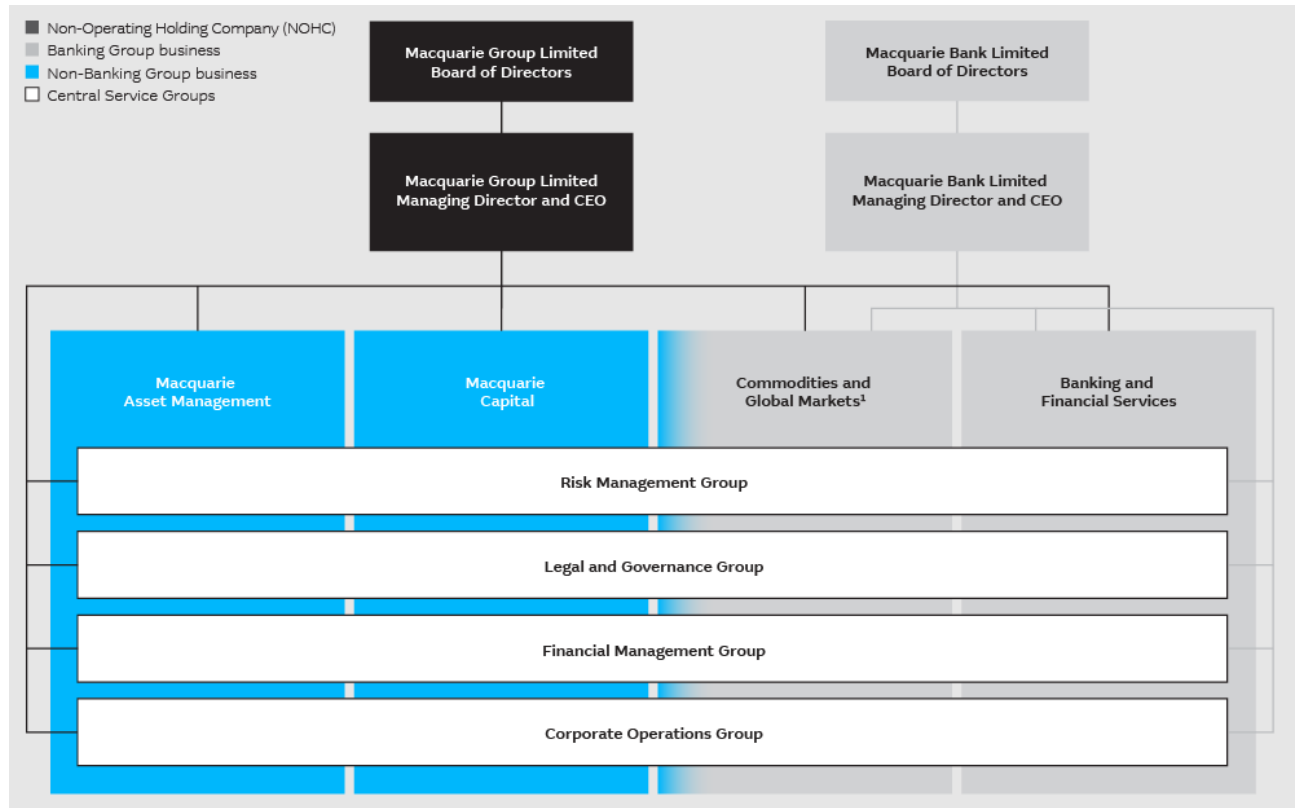 Non-Operating Holding Company (NOHC)
Banking Group business
Non-Banking Group business
Central Service Groups
Macquarie Group Limited
Board of Directors
Macquarie Bank Limited
Board of Directors
Macquarie Group Limited
Managing Director and CEO
Macquarie Bank Limited
Managing Director and CEO
Macquarie
Asset Management
Macquarie
Capital
Commodities and
Global Markets¹
Banking and
Financial Services
Risk Management Group
Legal and Governance Group
Financial Management Group
Corporate Operations Group